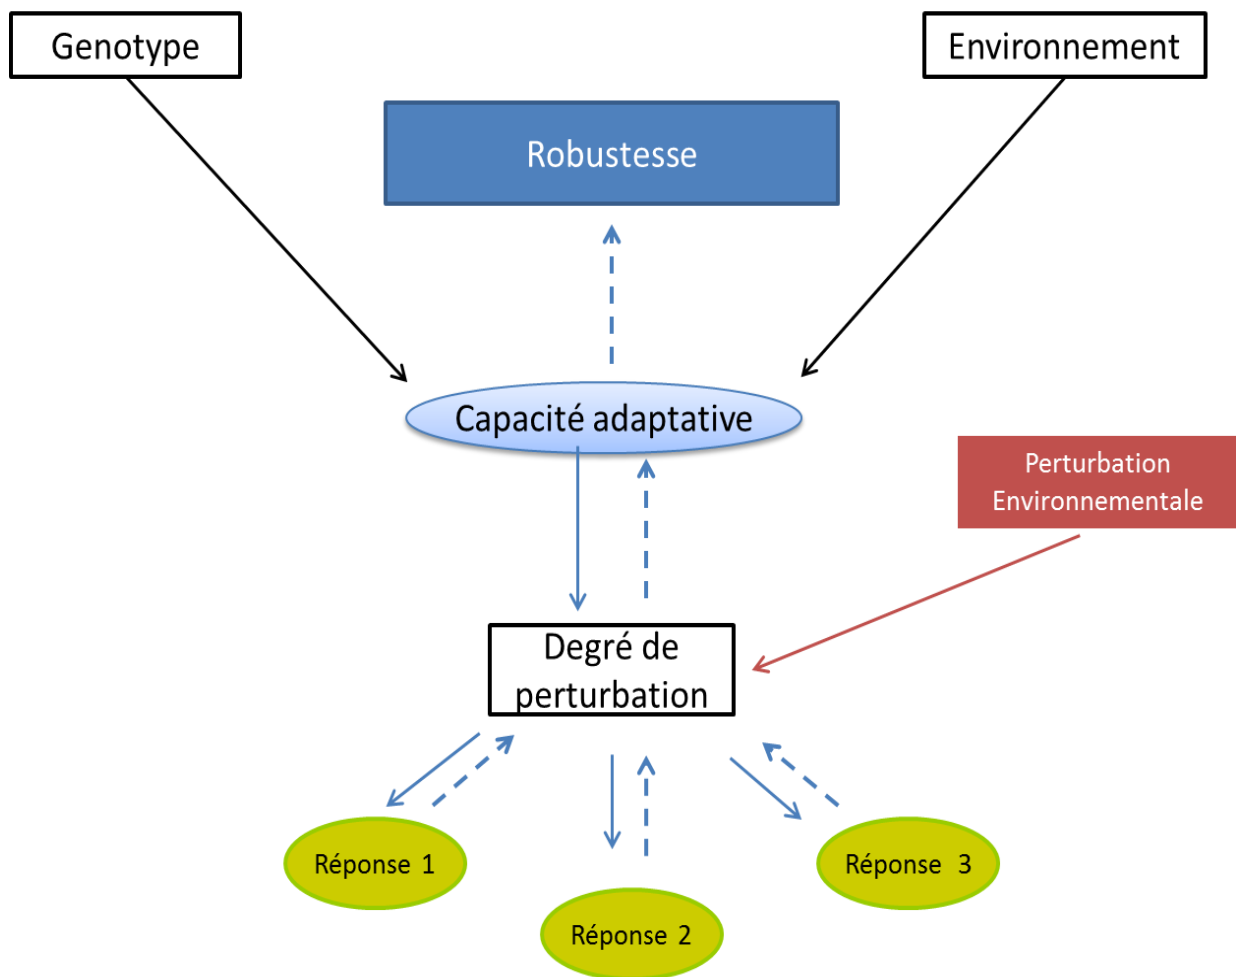 Genotype
Environnement
Robustesse
Capacité adaptative
Perturbation
Environnementale
Degré de
perturbation
Réponse 1
Réponse 3
Réponse 2